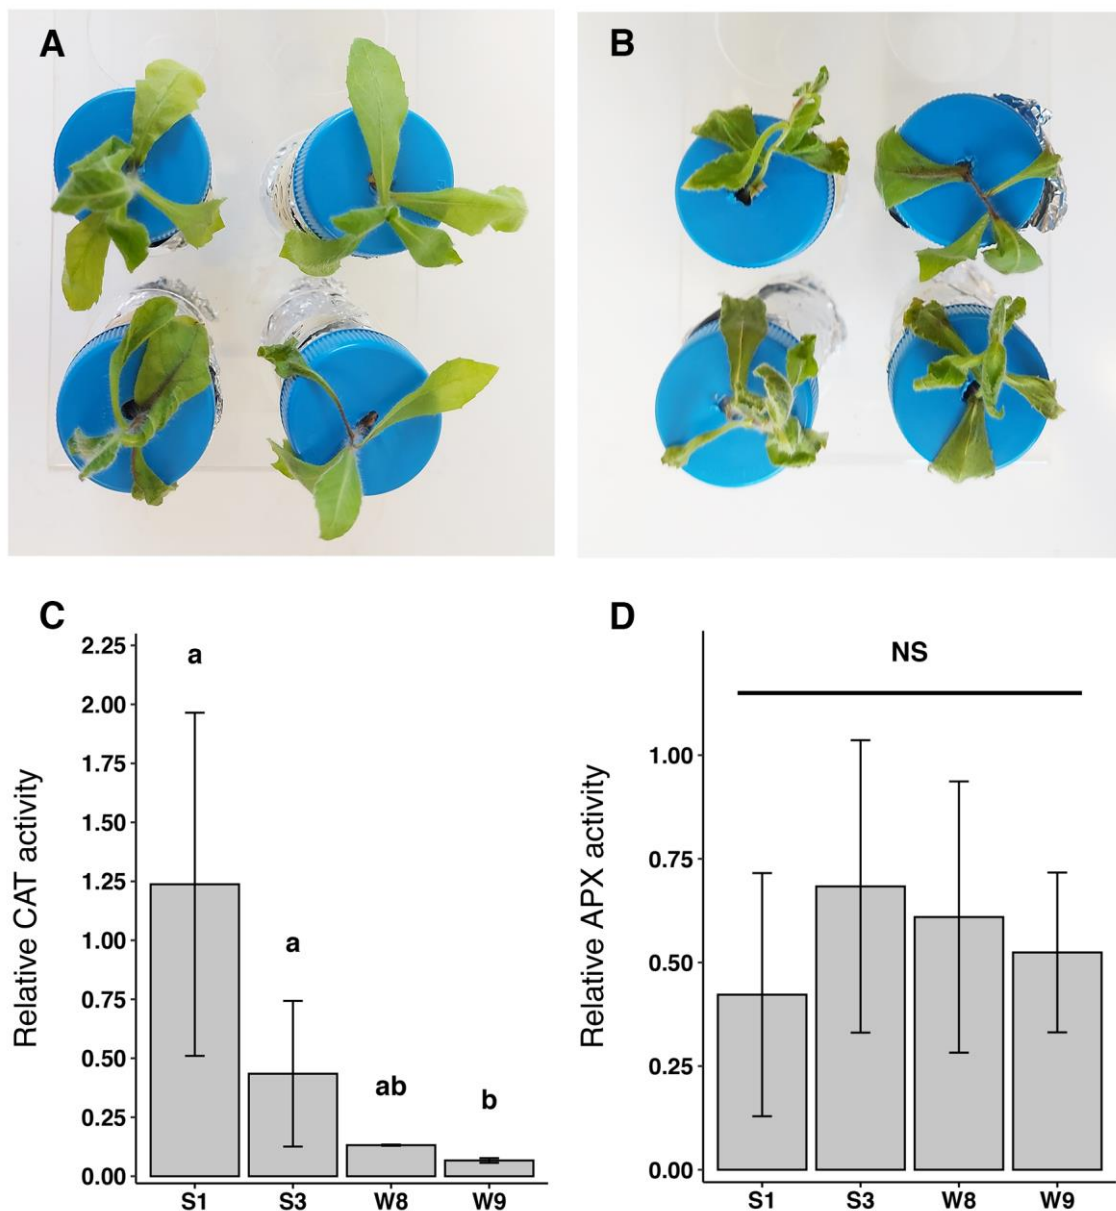 A
B
C
Relative CAT activity
2.25
2.00
1.75
1.50
1.25
1.00
0.75
0.50
0.25
0.00
a
a
ab
b
S1 S3 W8 W9
D
Relative APX activity
1.00
0.75
0.50
0.25
0.00
NS
S1 S3 W8 W9